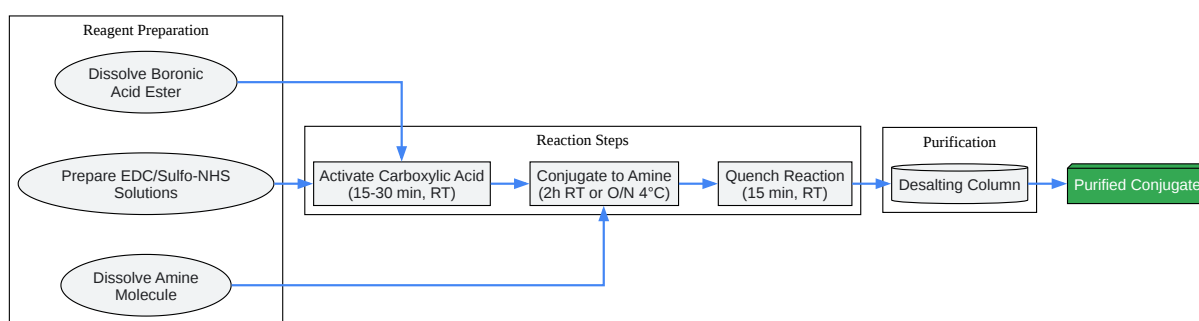 Reagent Preparation
Dissolve Boronic
Acid Ester
Prepare EDC/Sulfo-NHS
Solutions
Dissolve Amine
Molecule
Reaction Steps
Activate Carboxylic Acid
(15-30 min, RT)
Conjugate to Amine
(2h RT or O/N 4°C)
Quench Reaction
(15 min, RT)
Purification
Desalting Column
Purified Conjugate